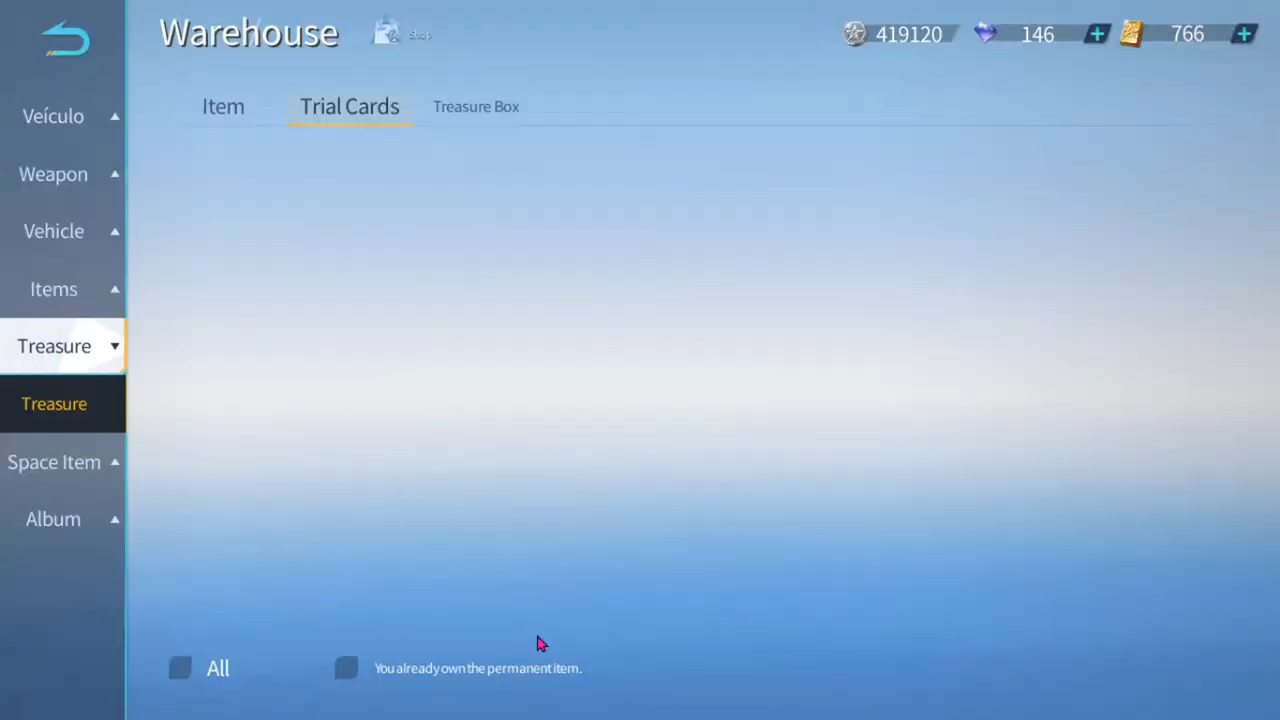 Warehouse
Shop
419120
146
766
Item
Trial Cards
Treasure Box
Veículo
Weapon
Vehicle
Items
Treasure
Treasure
Space Item
Album
All
You already own the permanent item.